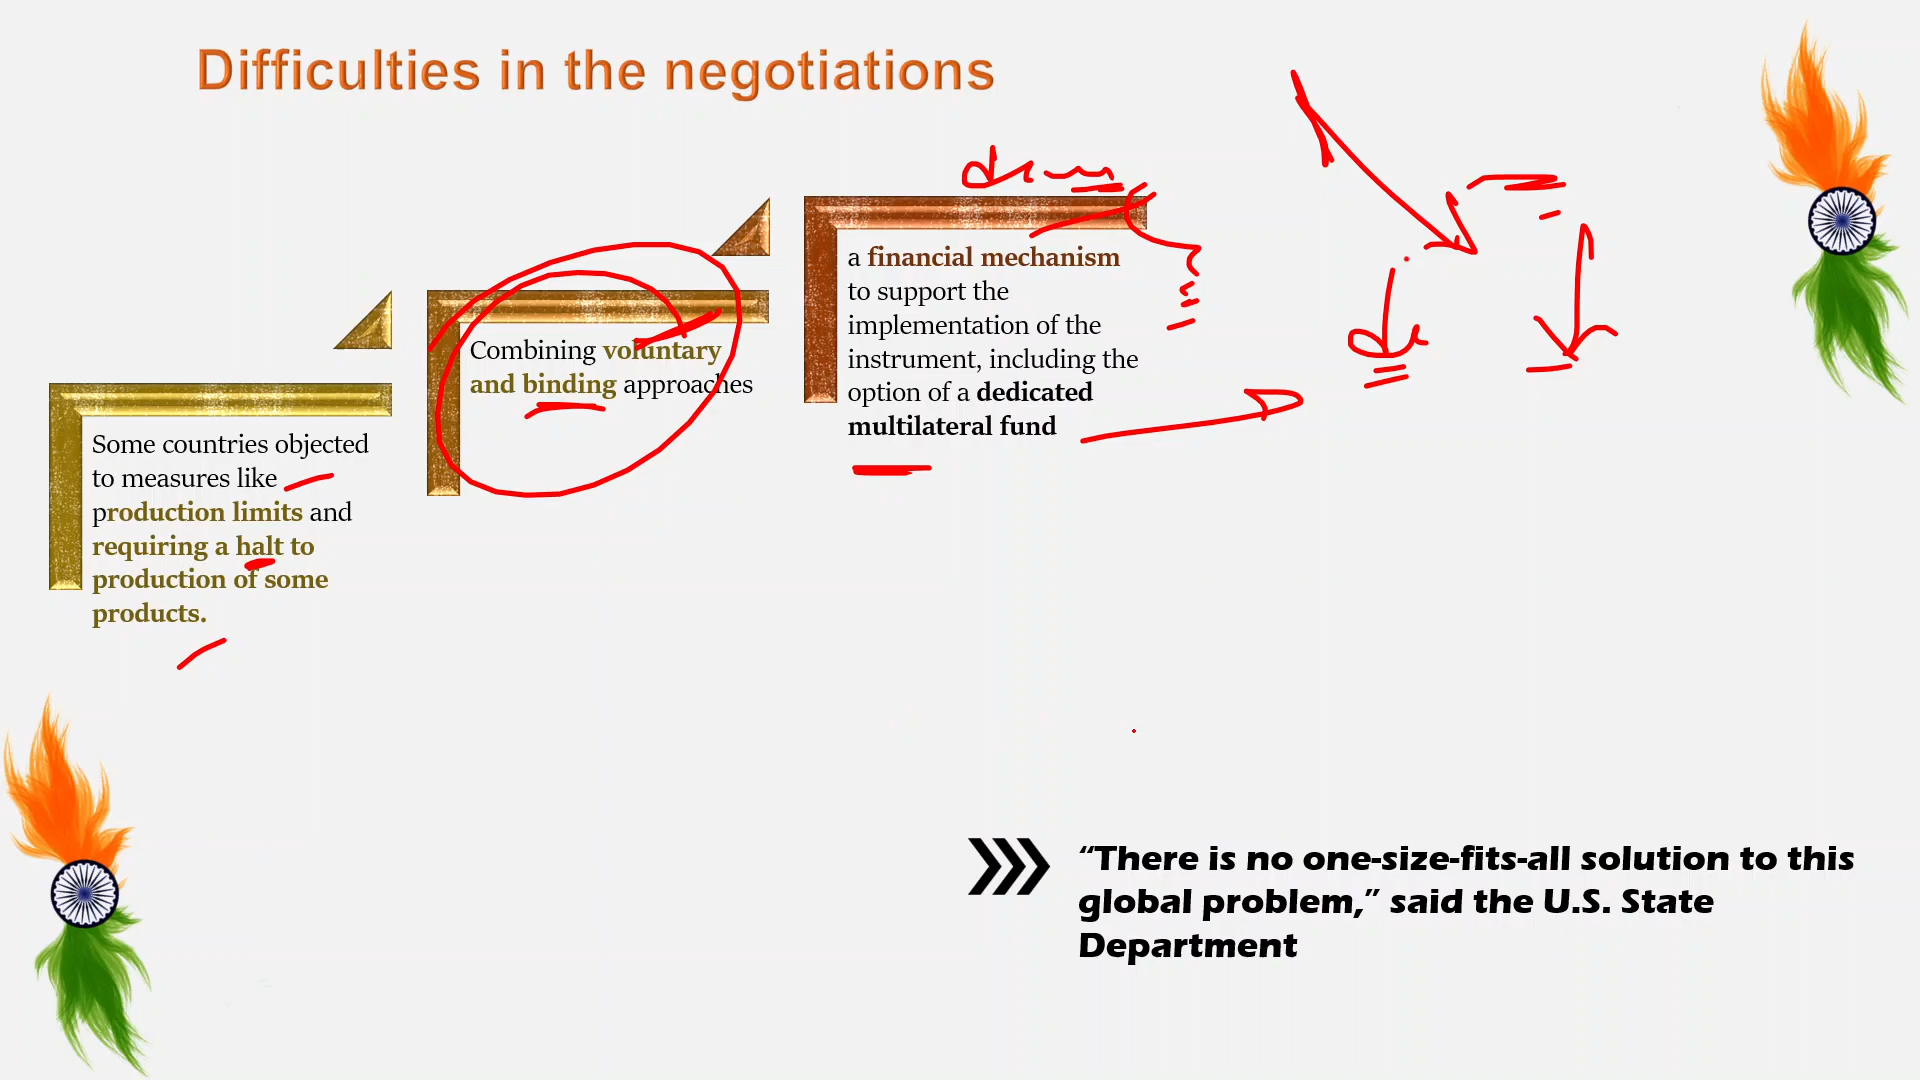 Difficulties in the negotiations
Some countries objected
to measures like
production limits and
requiring a halt to
production of some
products.
Combining voluntary
and binding approaches
a financial mechanism
to support the
implementation of the
instrument, including the
option of a dedicated
multilateral fund
“There is no one-size-fits-all solution to this
global problem,” said the U.S. State
Department